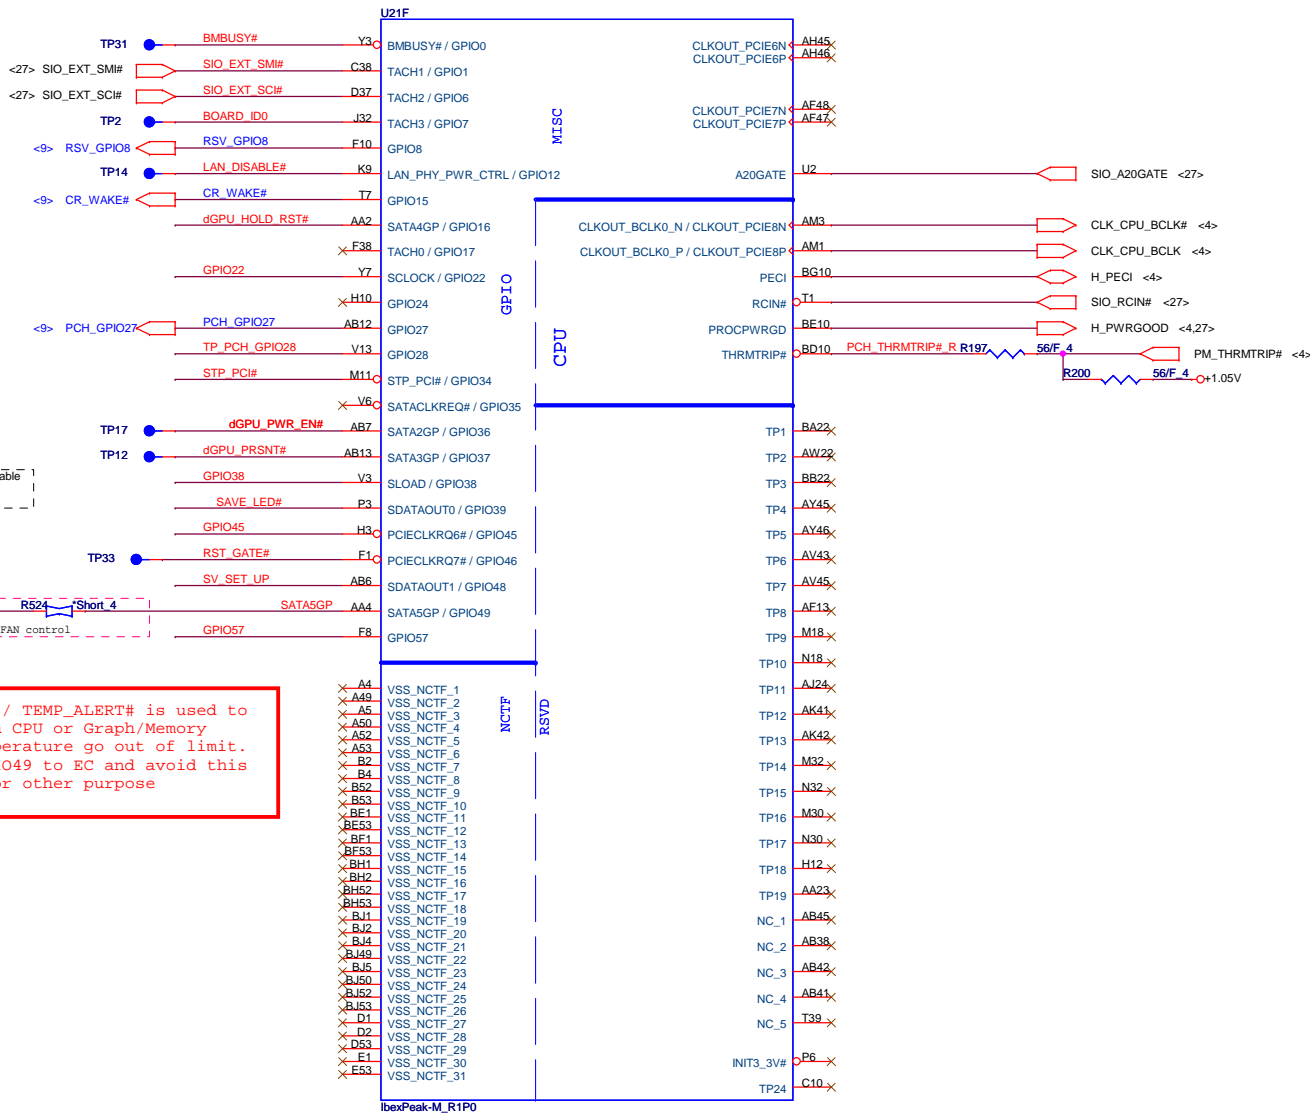 U21F
TP31 BMBUSY# Y3 BMBUSY# / GPIO0
<27> SIO_EXT_SMI# SIO_EXT_SMI# C38 TACH1 / GPIO1
<27> SIO_EXT_SCI# SIO_EXT_SCI# D37 TACH2 / GPIO6
TP2 BOARD_ID0 J32 TACH3 / GPIO7
<9> RSV_GPIO8 RSV_GPIO8 F10 GPIO8
TP14 LAN_DISABLE# K9 LAN_PHY_PWR_CTRL / GPIO12
<9> CR_WAKE# CR_WAKE# T7 GPIO15
dGPU_HOLD_RST# AA2 SATA4GP / GPIO16
F38 TACH0 / GPIO17
GPIO22 Y7 SCLOCK / GPIO22
H10 GPIO24
<9> PCH_GPIO27 PCH_GPIO27 AB12 GPIO27
TP_PCH_GPIO28 V13 GPIO28
STP_PCI# M11 STP_PCI# / GPIO34
V6 SATACLKREQ# / GPIO35
TP17 dGPU_PWR_EN# AB7 SATA2GP / GPIO36
TP12 dGPU_PRSNT# AB13 SATA3GP / GPIO37
able
GPIO38 V3 SLOAD / GPIO38
SAVE_LED# P3 SDATAOUT0 / GPIO39
GPIO45 H3 PCIECLKRQ6# / GPIO45
TP33 RST_GATE# F1 PCIECLKRQ7# / GPIO46
SV_SET_UP AB6 SDATAOUT1 / GPIO48
R524 *Short_4 SATA5GP AA4 SATA5GP / GPIO49
FAN control
GPIO57 F8 GPIO57
/ TEMP_ALERT# is used to
CPU or Graph/Memory
perature go out of limit.
IO49 to EC and avoid this
or other purpose
A4 VSS_NCTF_1
A49 VSS_NCTF_2
A5 VSS_NCTF_3
A50 VSS_NCTF_4
A52 VSS_NCTF_5
A53 VSS_NCTF_6
B2 VSS_NCTF_7
B4 VSS_NCTF_8
B52 VSS_NCTF_9
B53 VSS_NCTF_10
BE1 VSS_NCTF_11
BE53 VSS_NCTF_12
BF1 VSS_NCTF_13
BF53 VSS_NCTF_14
BH1 VSS_NCTF_15
BH2 VSS_NCTF_16
BH52 VSS_NCTF_17
BH53 VSS_NCTF_18
BJ1 VSS_NCTF_19
BJ2 VSS_NCTF_20
BJ4 VSS_NCTF_21
BJ49 VSS_NCTF_22
BJ5 VSS_NCTF_23
BJ50 VSS_NCTF_24
BJ52 VSS_NCTF_25
BJ53 VSS_NCTF_26
D1 VSS_NCTF_27
D2 VSS_NCTF_28
D53 VSS_NCTF_29
E1 VSS_NCTF_30
E53 VSS_NCTF_31
MISC
GPIO
CPU
NCTF
RSVD
CLKOUT_PCIE6N AH45
CLKOUT_PCIE6P AH46
CLKOUT_PCIE7N AF48
CLKOUT_PCIE7P AF47
A20GATE U2 SIO_A20GATE <27>
CLKOUT_BCLK0_N / CLKOUT_PCIE8N AM3 CLK_CPU_BCLK# <4>
CLKOUT_BCLK0_P / CLKOUT_PCIE8P AM1 CLK_CPU_BCLK <4>
PECI BG10 H_PECI <4>
RCIN# T1 SIO_RCIN# <27>
PROCPWRGD BE10 H_PWRGOOD <4,27>
THRMTRIP# BD10 PCH_THRMTRIP#_R R197 56/F_4 PM_THRMTRIP# <4>
R200 56/F_4 +1.05V
TP1 BA22
TP2 AW22
TP3 BB22
TP4 AY45
TP5 AY46
TP6 AV43
TP7 AV45
TP8 AF13
TP9 M18
TP10 N18
TP11 AJ24
TP12 AK41
TP13 AK42
TP14 M32
TP15 N32
TP16 M30
TP17 N30
TP18 H12
TP19 AA23
NC_1 AB45
NC_2 AB38
NC_3 AB42
NC_4 AB41
NC_5 T39
INIT3_3V# P6
TP24 C10
IbexPeak-M_R1P0